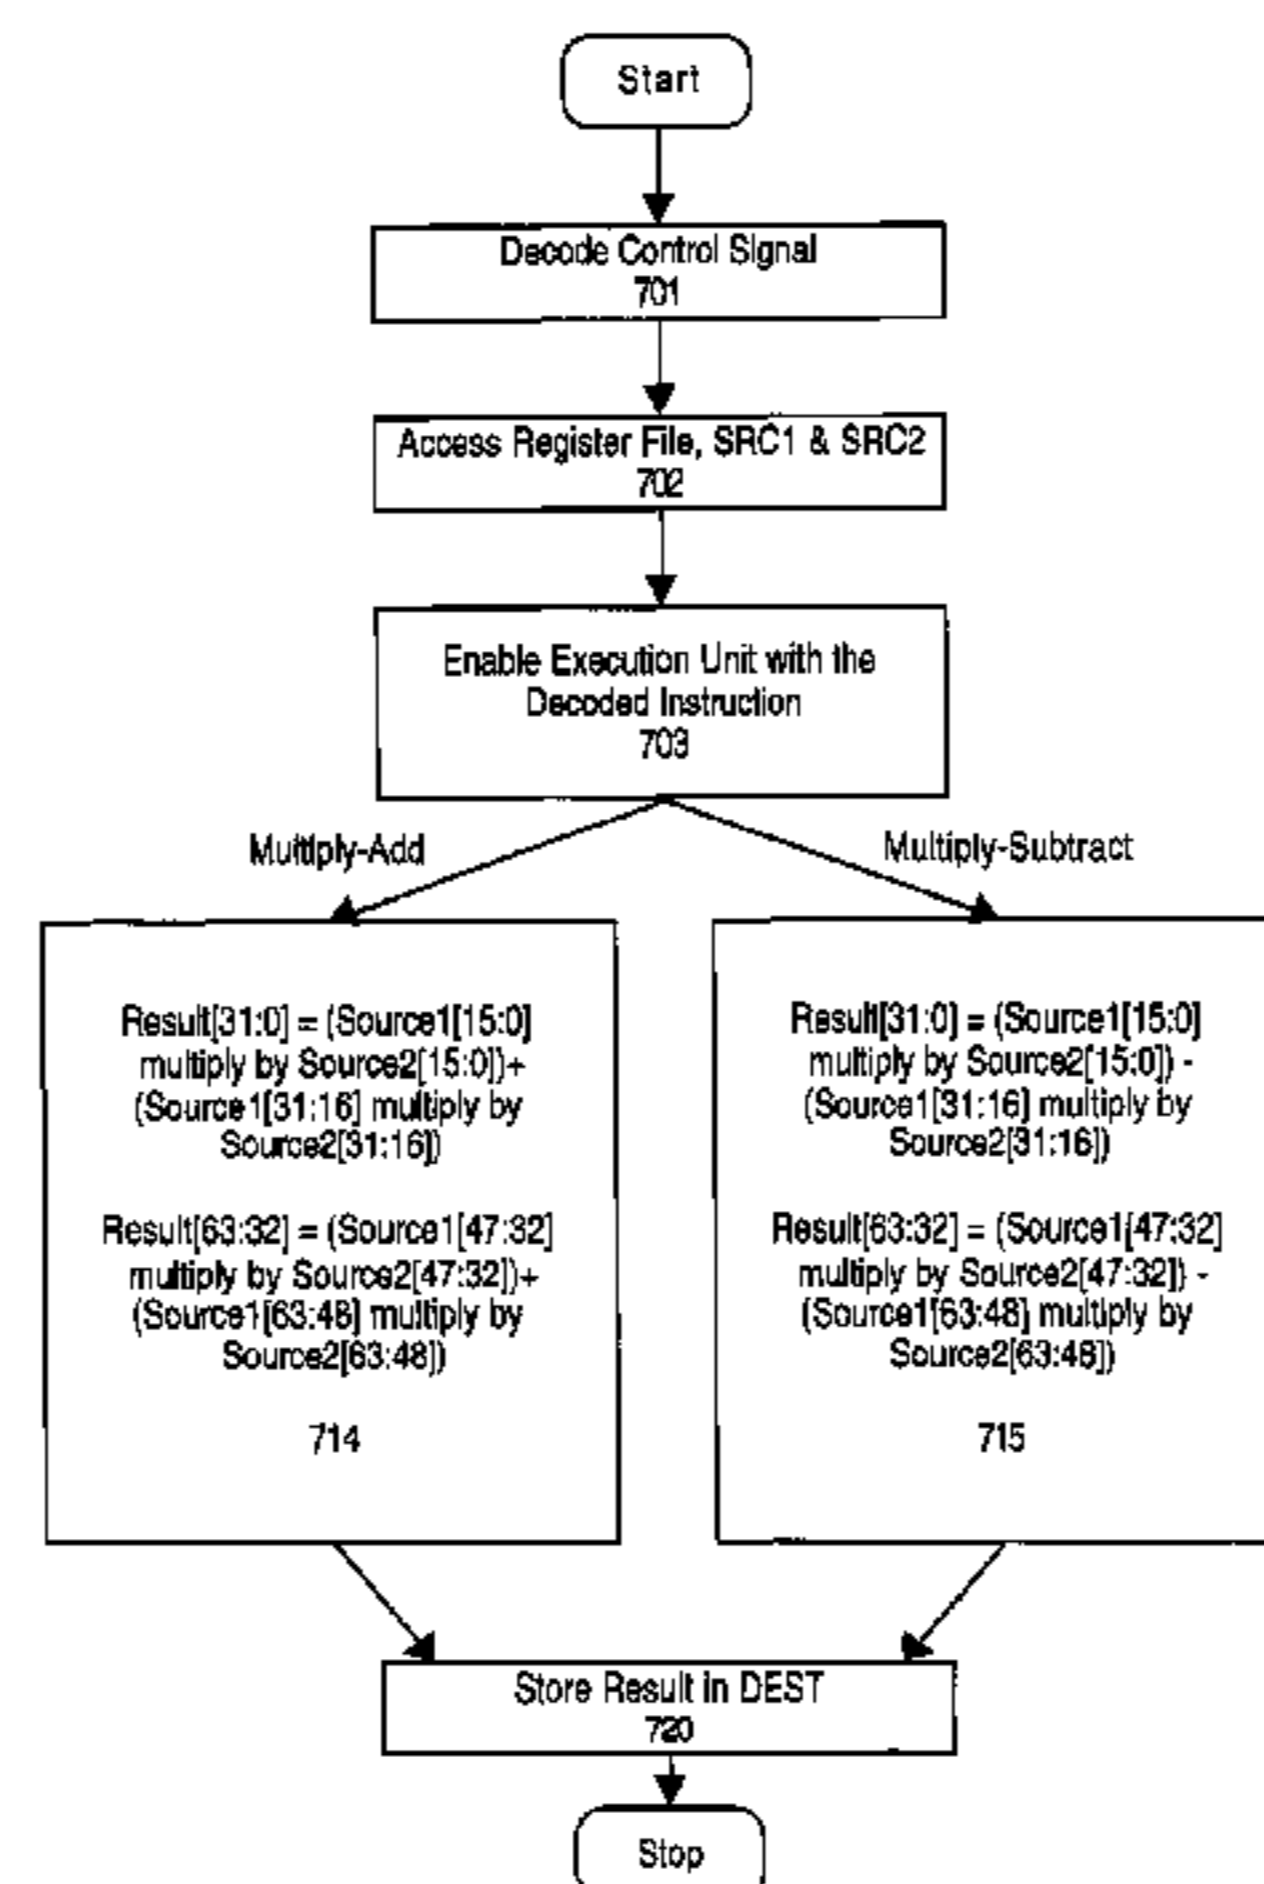 Start
Decode Control Signal
701
Access Register File, SRC1 & SRC2
702
Enable Execution Unit with the
Decoded Instruction
703
Multiply-Add
Multiply-Subtract
Result[31:0] = (Source1[15:0]
multiply by Source2[15:0])+
(Source1[31:16] multiply by
Source2[31:16])
Result[63:32] = (Source1[47:32]
multiply by Source2[47:32])+
(Source1[63:48] multiply by
Source2[63:48])
714
Result[31:0] = (Source1[15:0]
multiply by Source2[15:0]) -
(Source1[31:16] multiply by
Source2[31:16])
Result[63:32] = (Source1[47:32]
multiply by Source2[47:32]) -
(Source1[63:48] multiply by
Source2[63:48])
715
Store Result in DEST
720
Stop